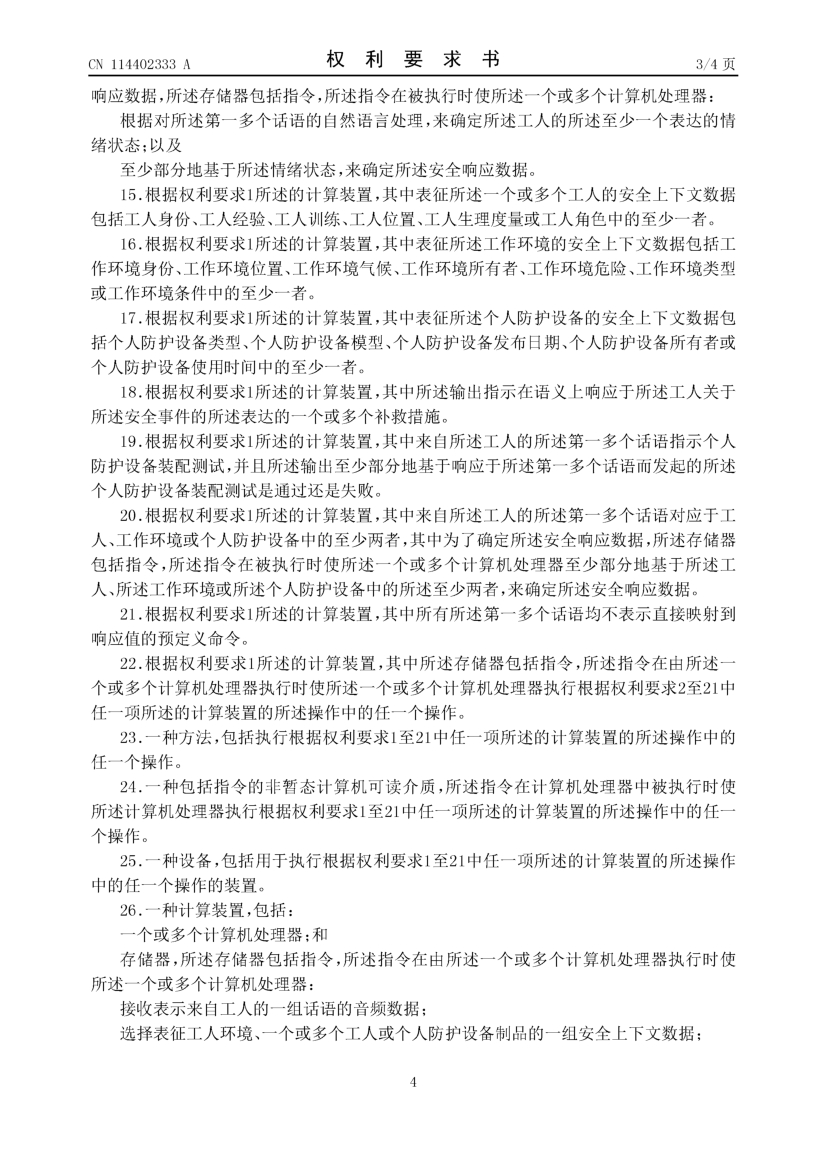 CN 114402333 A
权利要求书
3/4 页
响应数据,所述存储器包括指令,所述指令在被执行时使所述一个或多个计算机处理器:
根据对所述第一多个话语的自然语言处理,来确定所述工人的所述至少一个表达的情
绪状态;以及
至少部分地基于所述情绪状态,来确定所述安全响应数据。
15.根据权利要求1所述的计算装置,其中表征所述一个或多个工人的安全上下文数据
包括工人身份、工人经验、工人训练、工人位置、工人生理度量或工人角色中的至少一者。
16.根据权利要求1所述的计算装置,其中表征所述工作环境的安全上下文数据包括工
作环境身份、工作环境位置、工作环境气候、工作环境所有者、工作环境危险、工作环境类型
或工作环境条件中的至少一者。
17.根据权利要求1所述的计算装置,其中表征所述个人防护设备的安全上下文数据包
括个人防护设备类型、个人防护设备模型、个人防护设备发布日期、个人防护设备所有者或
个人防护设备使用时间中的至少一者。
18.根据权利要求1所述的计算装置,其中所述输出指示在语义上响应于所述工人关于
所述安全事件的所述表达的一个或多个补救措施。
19.根据权利要求1所述的计算装置,其中来自所述工人的所述第一多个话语指示个人
防护设备装配测试,并且所述输出至少部分地基于响应于所述第一多个话语而发起的所述
个人防护设备装配测试是通过还是失败。
20.根据权利要求1所述的计算装置,其中来自所述工人的所述第一多个话语对应于工
人、工作环境或个人防护设备中的至少两者,其中为了确定所述安全响应数据,所述存储器
包括指令,所述指令在被执行时使所述一个或多个计算机处理器至少部分地基于所述工
人、所述工作环境或所述个人防护设备中的所述至少两者,来确定所述安全响应数据。
21.根据权利要求1所述的计算装置,其中所有所述第一多个话语均不表示直接映射到
响应值的预定义命令。
22.根据权利要求1所述的计算装置,其中所述存储器包括指令,所述指令在由所述一
个或多个计算机处理器执行时使所述一个或多个计算机处理器执行根据权利要求2至21中
任一项所述的计算装置的所述操作中的任一个操作。
23.一种方法,包括执行根据权利要求1至21中任一项所述的计算装置的所述操作中的
任一个操作。
24.一种包括指令的非暂态计算机可读介质,所述指令在计算机处理器中被执行时使
所述计算机处理器执行根据权利要求1至21中任一项所述的计算装置的所述操作中的任一
个操作。
25.一种设备,包括用于执行根据权利要求1至21中任一项所述的计算装置的所述操作
中的任一个操作的装置。
26.一种计算装置,包括:
一个或多个计算机处理器;和
存储器,所述存储器包括指令,所述指令在由所述一个或多个计算机处理器执行时使
所述一个或多个计算机处理器:
接收表示来自工人的一组话语的音频数据;
选择表征工人环境、一个或多个工人或个人防护设备制品的一组安全上下文数据;
4